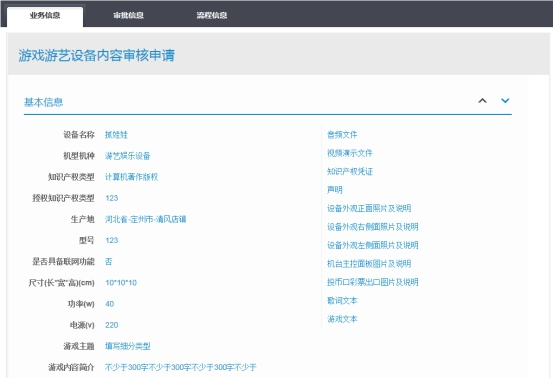 业务信息 审批信息 流程信息
游戏游艺设备内容审核申请
基本信息
设备名称 抓娃娃
机型机种 游艺娱乐设备
知识产权类型 计算机著作版权
授权知识产权类型 123
生产地 河北省-定州市-清风店镇
型号 123
是否具备联网功能 否
尺寸(长*宽*高)(cm) 10*10*10
功率(w) 40
电源(v) 220
游戏主题 填写细分类型
游戏内容简介 不少于300字不少于300字不少于300字不少于
音频文件
视频演示文件
知识产权凭证
声明
设备外观正面照片及说明
设备外观右侧面照片及说明
设备外观左侧面照片及说明
机台主控面板图片及说明
投币口彩票出口图片及说明
歌词文本
游戏文本